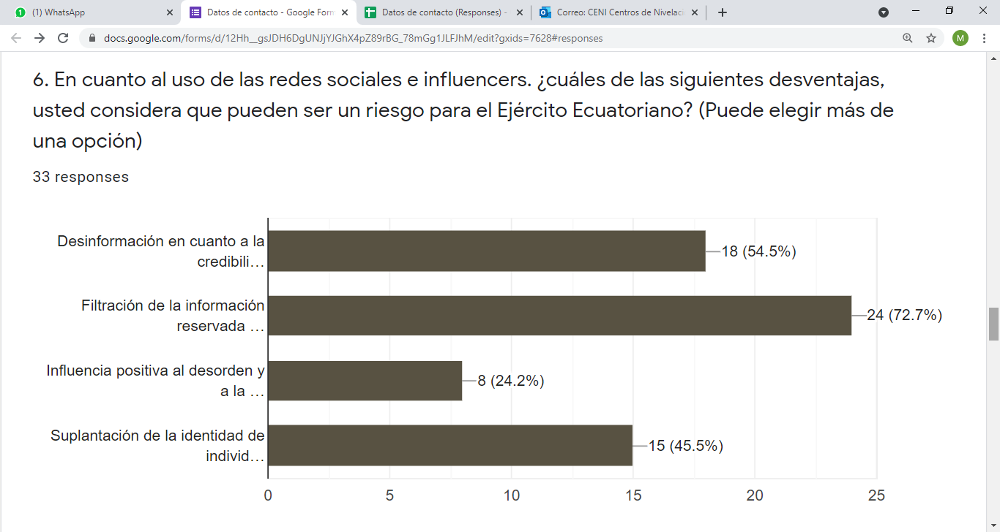 (1) WhatsApp
Datos de contacto - Google Form
Datos de contacto (Responses) -
Correo: CENI Centros de Nivelaci
docs.google.com/forms/d/12Hh__gsJDH6DgUNJjYJGhX4pZ89rBG_78mGg1JLFJhM/edit?gxids=7628#responses
M
6. En cuanto al uso de las redes sociales e influencers. ¿cuáles de las siguientes desventajas,
usted considera que pueden ser un riesgo para el Ejército Ecuatoriano? (Puede elegir más de
una opción)
33 responses
Desinformación en cuanto a la
credibili…
18 (54.5%)
Filtración de la información
reservada …
24 (72.7%)
Influencia positiva al desorden y
a la …
8 (24.2%)
Suplantación de la identidad de
individ…
15 (45.5%)
0 5 10 15 20 25